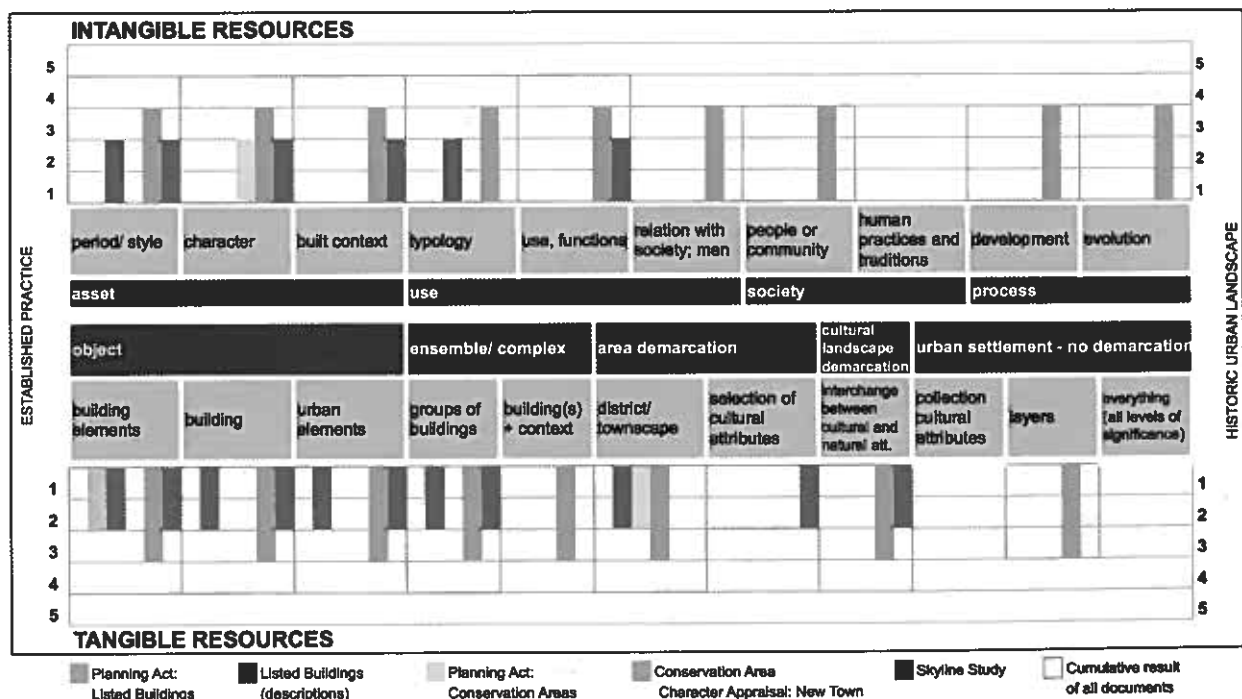 INTANGIBLE RESOURCES
5 5
4 4
3 3
2 2
1 1
period/ style character built context typology use, functions relation with society; men people or community human practices and traditions development evolution
asset use society process
ESTABLISHED PRACTICE
HISTORIC URBAN LANDSCAPE
object ensemble/ complex area demarcation cultural landscape demarcation urban settlement - no demarcation
building elements building urban elements groups of buildings building(s) + context district/ townscape selection of cultural attributes interchange between cultural and natural att. collection cultural attributes layers everything (all levels of significance)
1 1
2 2
3 3
4 4
5 5
TANGIBLE RESOURCES
Planning Act: Listed Buildings Planning Act: Conservation Area Skyline Study Cumulative result
Listed Buildings (descriptions) Conservation Areas Character Appraisal: New Town of all documents